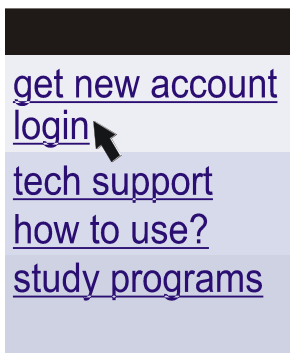 get new account
login
tech support
how to use?
study programs